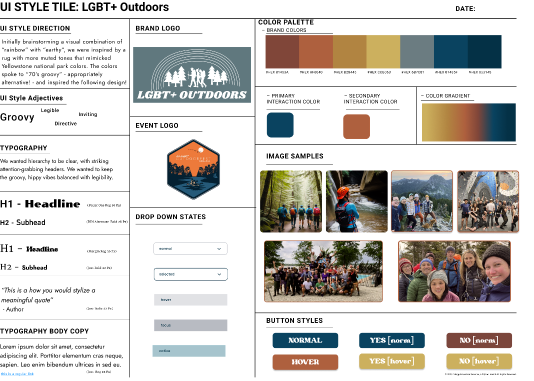 UI STYLE TILE: LGBT+ Outdoors
DATE:
UI STYLE DIRECTION
Initially brainstorming a visual combination of
"rainbow" with "earthy", we were inspired by a
rug with more muted tones that mimicked
Yellowstone national park colors. The colors
spoke to "70's groovy" - appropriately
alternative! - and inspired the following design!
UI Style Adjectives
Legible
Groovy
Inviting
Directive
TYPOGRAPHY
We wanted hierarchy to be clear, with striking
attention-grabbing headers. We wanted to keep
the groovy, hippy vibes balanced with legibility.
H1 - Headline
H2 - Subhead
H1 - Headline
H2 - Subhead
"This is a how you would stylize a
meaningful quote"
- Author
TYPOGRAPHY BODY COPY
Lorem ipsum dolor sit amet, consectetur
adipiscing elit. Porttitor elementum cras neque,
sapien. Leo enim bibendum ultrices in sed eu.
BRAND LOGO
LGBT+ OUTDOORS
EVENT LOGO
DROP DOWN STATES
normal
selected
hover
focus
active
COLOR PALETTE
- BRAND COLORS
- PRIMARY
INTERACTION COLOR
- SECONDARY
INTERACTION COLOR
- COLOR GRADIENT
IMAGE SAMPLES
BUTTON STYLES
NORMAL
YES [norm]
NO [norm]
HOVER
YES [hover]
NO [hover]